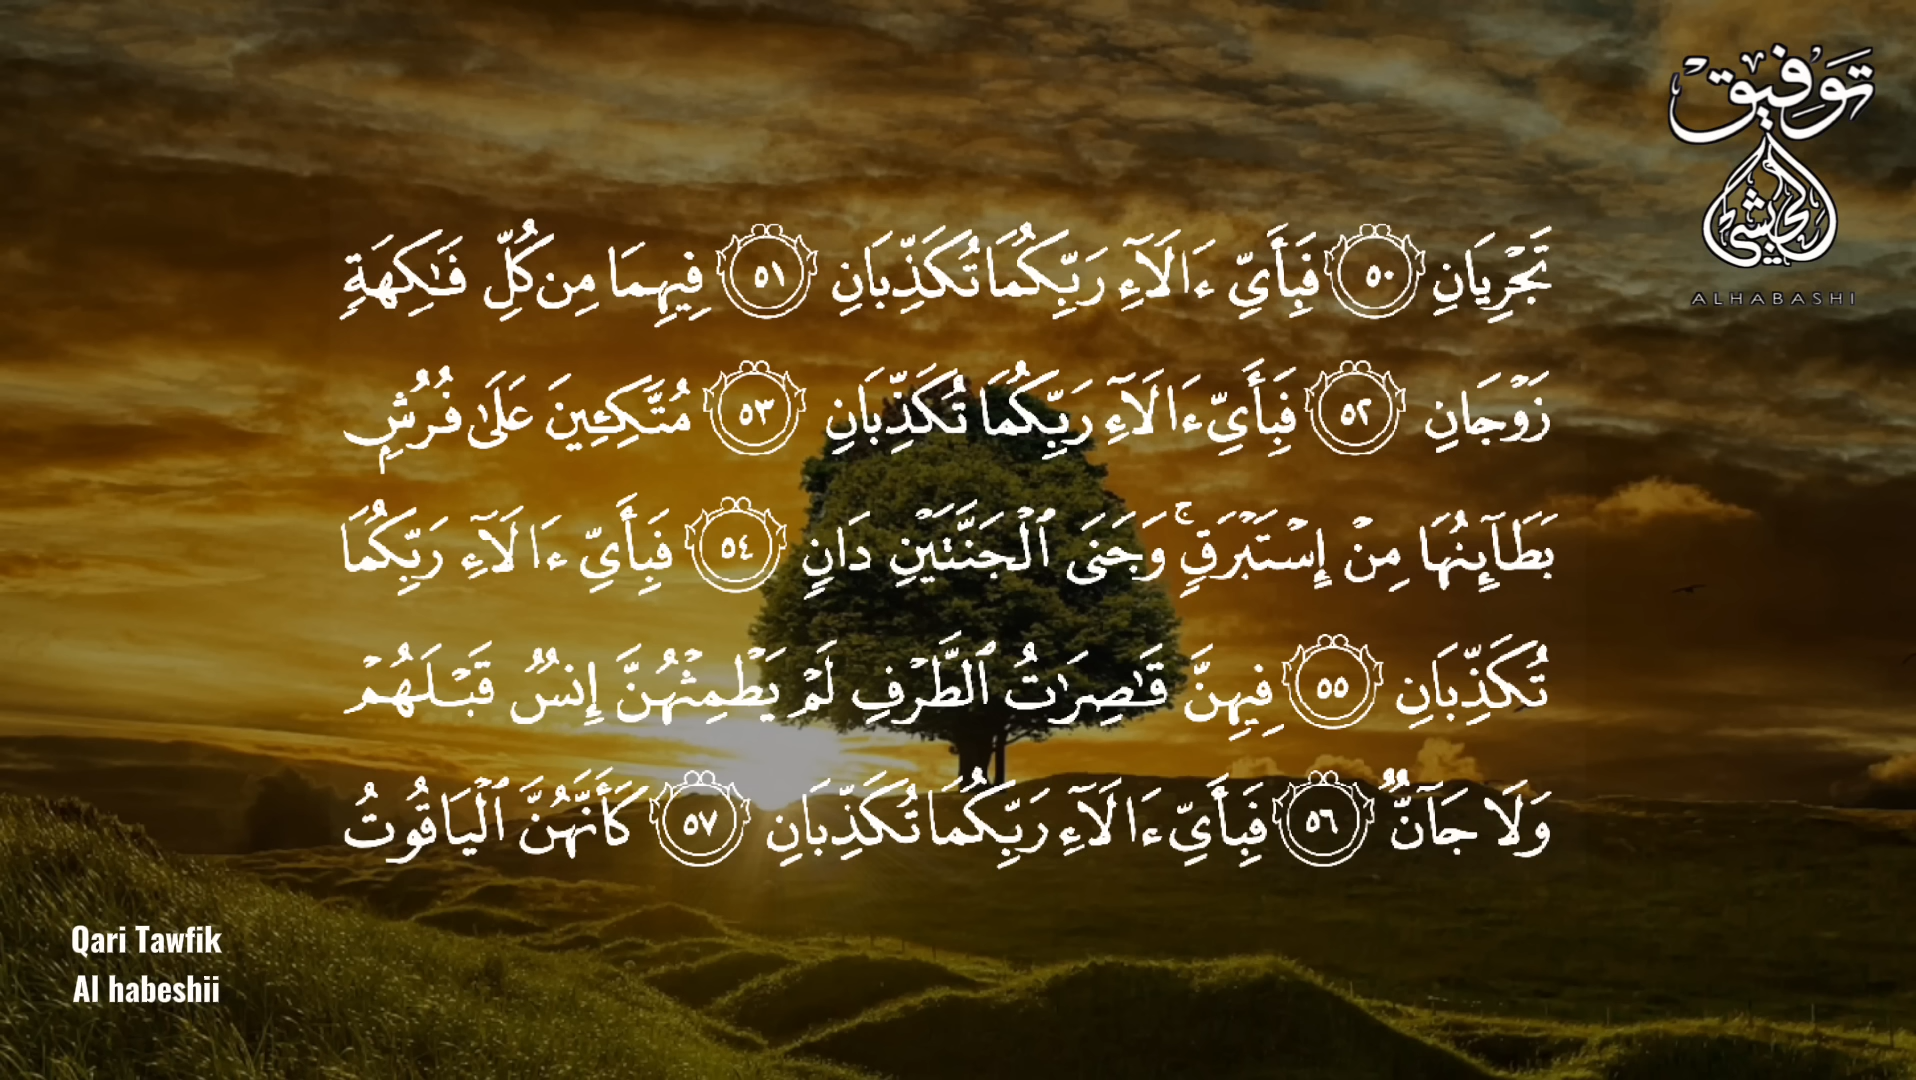 توفيق
الحبشي
ALHABASHI
تَجۡرِيَانِ ٥٠ فَبِأَيِّ ءَالَآءِ رَبِّكُمَا تُكَذِّبَانِ ٥١ فِيهِمَا مِن كُلِّ فَٰكِهَةٖ
زَوۡجَانِ ٥٢ فَبِأَيِّ ءَالَآءِ رَبِّكُمَا تُكَذِّبَانِ ٥٣ مُتَّكِـِٔينَ عَلَىٰ فُرُشِۭ
بَطَآئِنُهَا مِنۡ إِسۡتَبۡرَقٖۚ وَجَنَى ٱلۡجَنَّتَيۡنِ دَانٖ ٥٤ فَبِأَيِّ ءَالَآءِ رَبِّكُمَا
تُكَذِّبَانِ ٥٥ فِيهِنَّ قَٰصِرَٰتُ ٱلطَّرۡفِ لَمۡ يَطۡمِثۡهُنَّ إِنسٞ قَبۡلَهُمۡ
وَلَا جَآنّٞ ٥٦ فَبِأَيِّ ءَالَآءِ رَبِّكُمَا تُكَذِّبَانِ ٥٧ كَأَنَّهُنَّ ٱلۡيَاقُوتُ
Qari Tawfik
Al habeshii